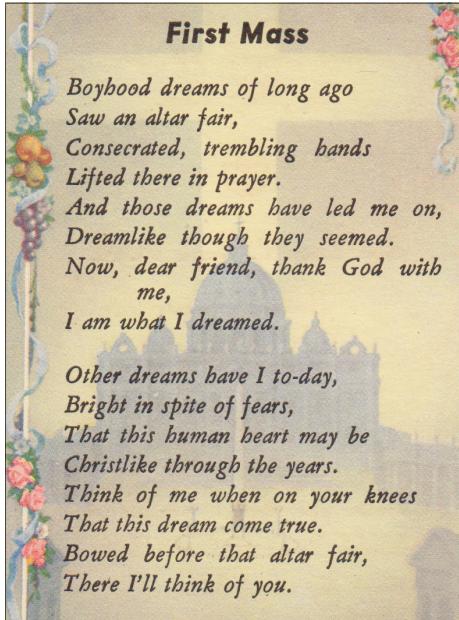 First Mass
Boyhood dreams of long ago
Saw an altar fair,
Consecrated, trembling hands
Lifted there in prayer.
And those dreams have led me on,
Dreamlike though they seemed.
Now, dear friend, thank God with
me,
I am what I dreamed.
Other dreams have I to-day,
Bright in spite of fears,
That this human heart may be
Christlike through the years.
Think of me when on your knees
That this dream come true.
Bowed before that altar fair,
There I'll think of you.